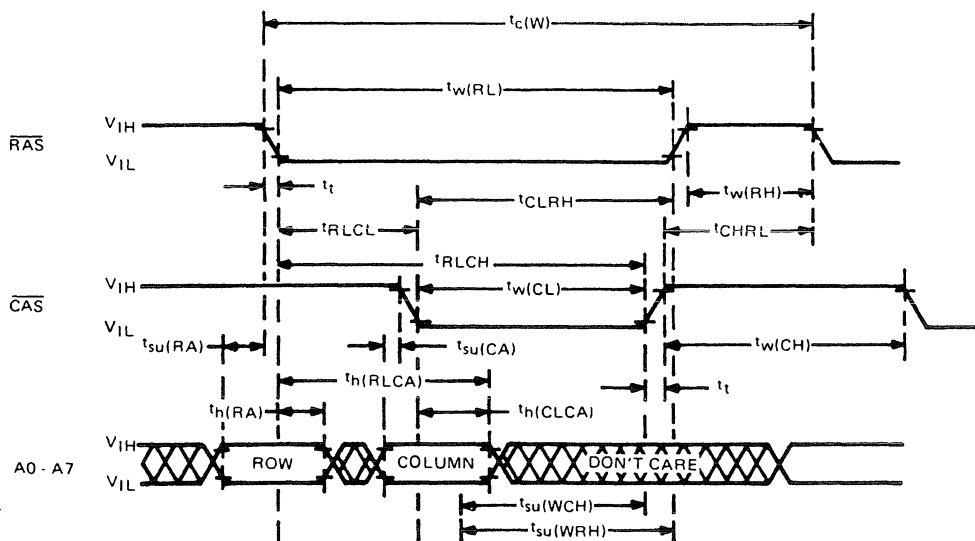 tc(W)
tw(RL)
RAS
VIH
VIL
tt
tCLRH
tw(RH)
tRLCL
tCHRL
tRLCH
CAS
VIH
VIL
tw(CL)
tsu(RA)
tsu(CA)
tw(CH)
th(RLCA)
tt
th(RA)
th(CLCA)
A0 - A7
VIH
VIL
ROW
COLUMN
DON'T CARE
tsu(WCH)
tsu(WRH)